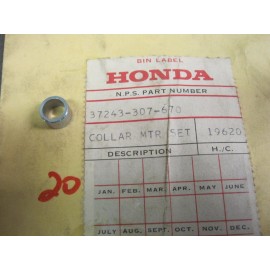 BIN LABEL
HONDA
N.P.S. PART NUMBER
37243-307-670
COLLAR MTR SET 19620
DESCRIPTION H./C.
20
JAN. FEB. MAR. APR. MAY JUNE
JULY AUG. SEPT. OCT. NOV. DEC.